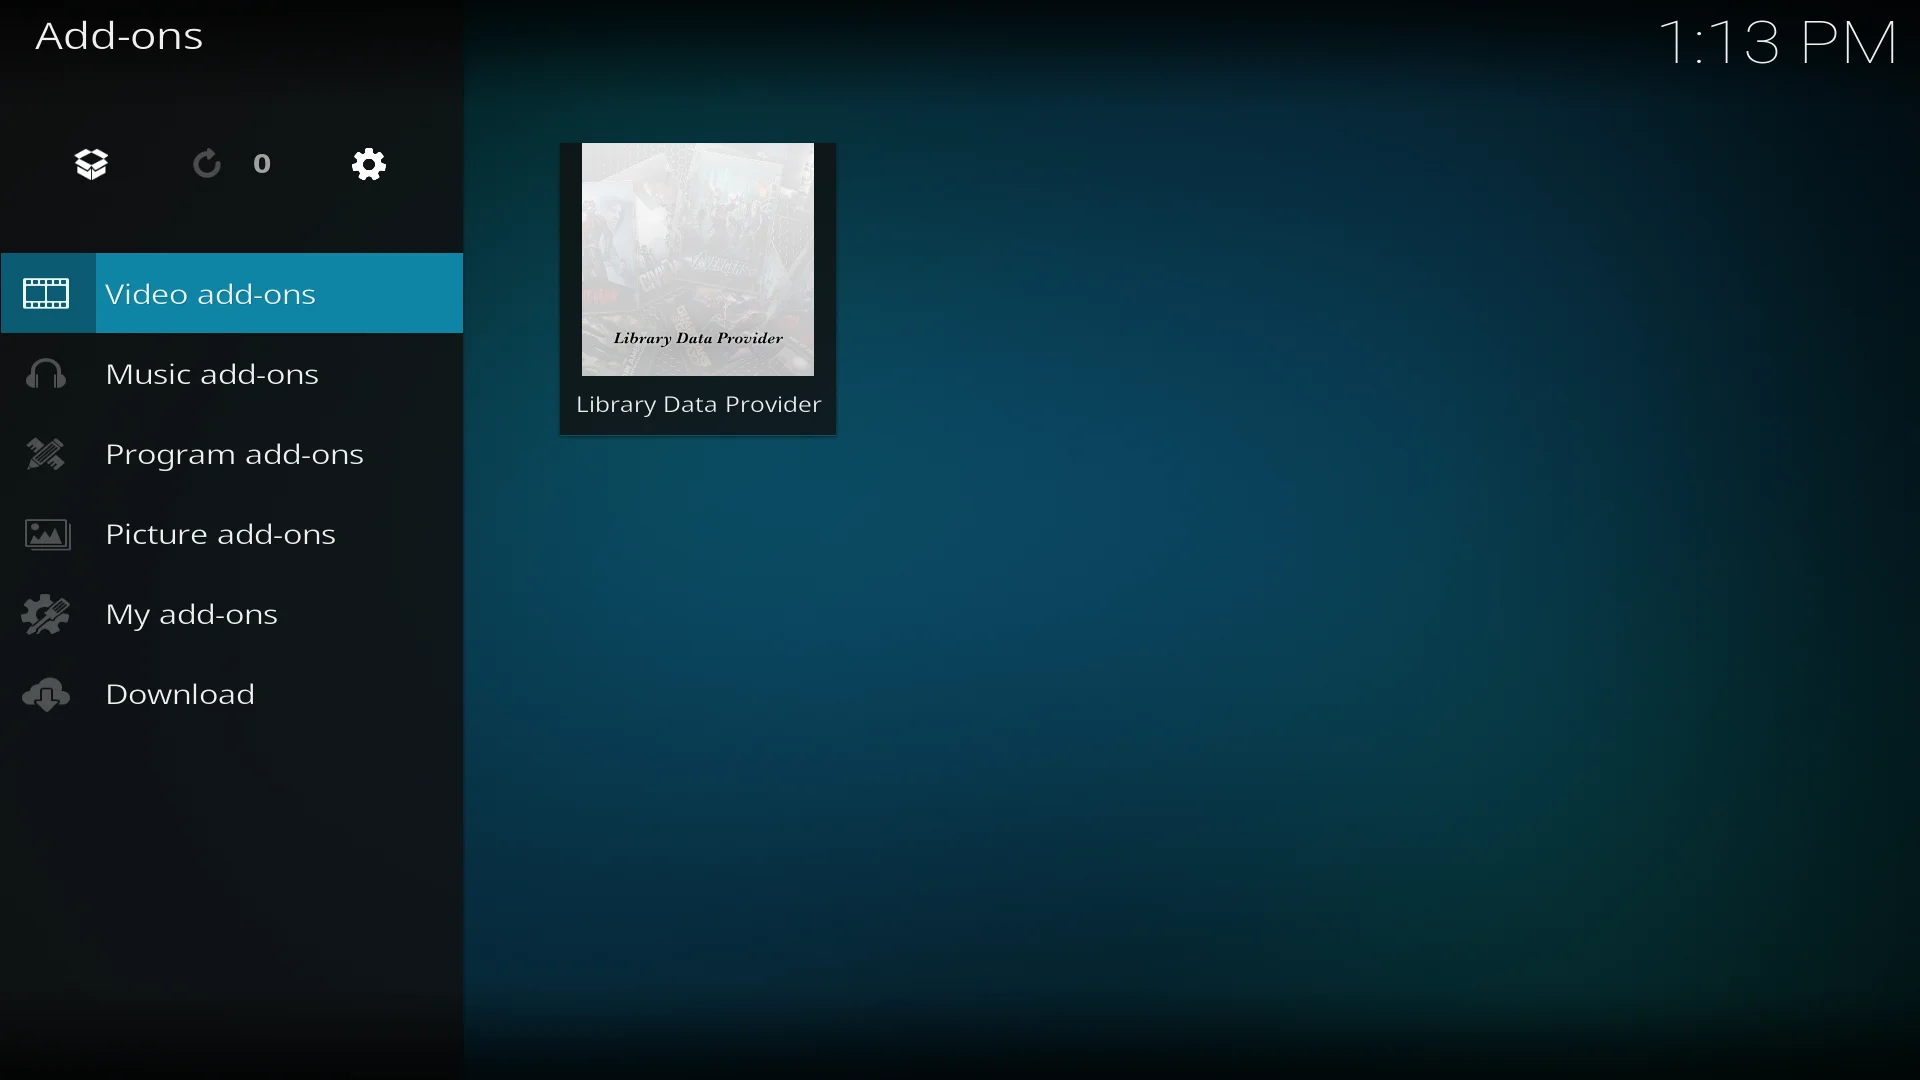 Add-ons
1:13 PM
0
Video add-ons
Music add-ons
Program add-ons
Picture add-ons
My add-ons
Download
Library Data Provider
Library Data Provider